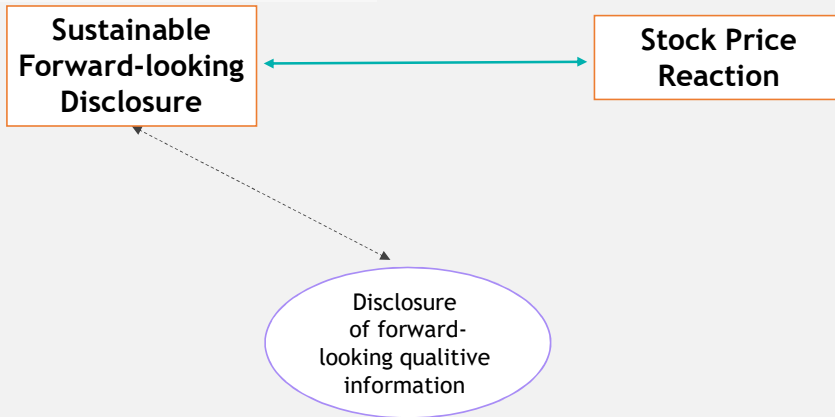 Sustainable
Forward-looking
Disclosure
Stock Price
Reaction
Disclosure
of forward-
looking qualitive
information